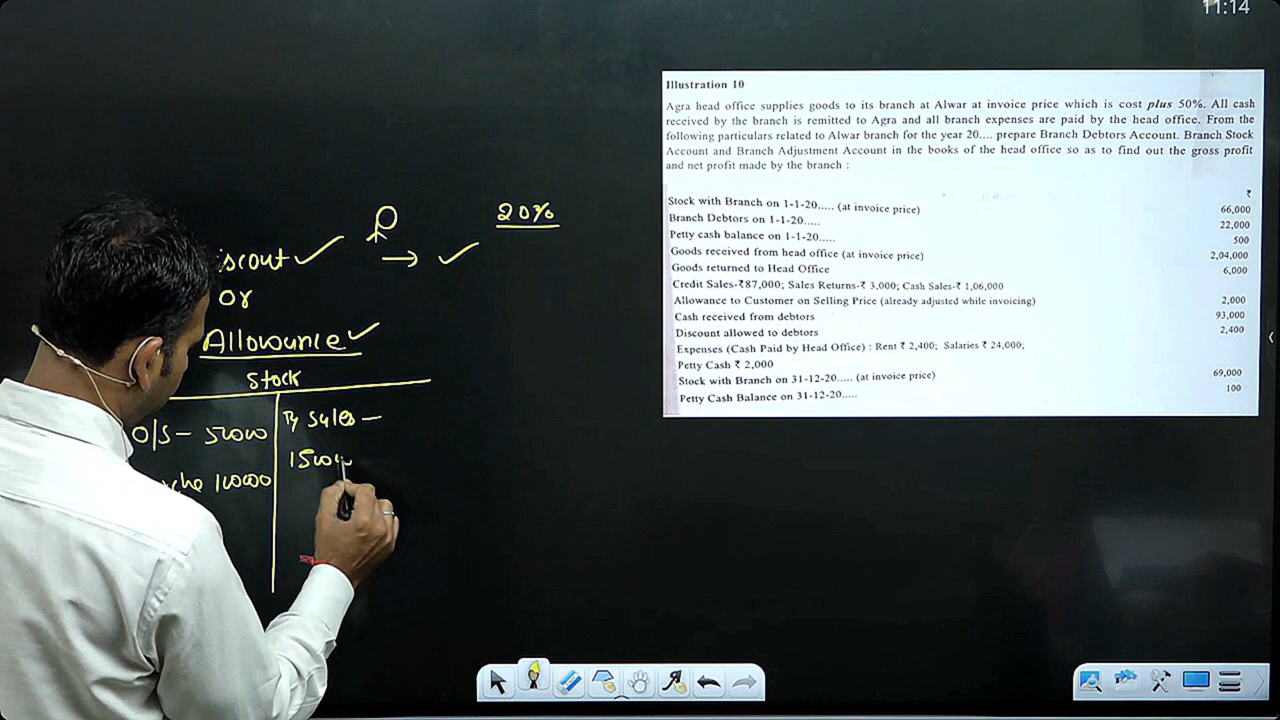 11:14
Illustration 10
Agra head office supplies goods to its branch at Alwar at invoice price which is cost plus 50%. All cash
received by the branch is remitted to Agra and all branch expenses are paid by the head office. From the
following particulars related to Alwar branch for the year 20.... prepare Branch Debtors Account. Branch Stock
Account and Branch Adjustment Account in the books of the head office so as to find out the gross profit
and net profit made by the branch :
₹
Stock with Branch on 1-1-20..... (at invoice price) 66,000
Branch Debtors on 1-1-20..... 22,000
Petty cash balance on 1-1-20..... 500
Goods received from head office (at invoice price) 2,04,000
Goods returned to Head Office 6,000
Credit Sales-₹87,000; Sales Returns-₹ 3,000; Cash Sales-₹ 1,06,000
Allowance to Customer on Selling Price (already adjusted while invoicing) 2,000
Cash received from debtors 93,000
Discount allowed to debtors 2,400
Expenses (Cash Paid by Head Office) : Rent ₹ 2,400; Salaries ₹ 24,000;
Petty Cash ₹ 2,000
Stock with Branch on 31-12-20..... (at invoice price) 69,000
Petty Cash Balance on 31-12-20..... 100
20%
iscout
or
Allowance
Stock
O/S - 50000
By Sales -